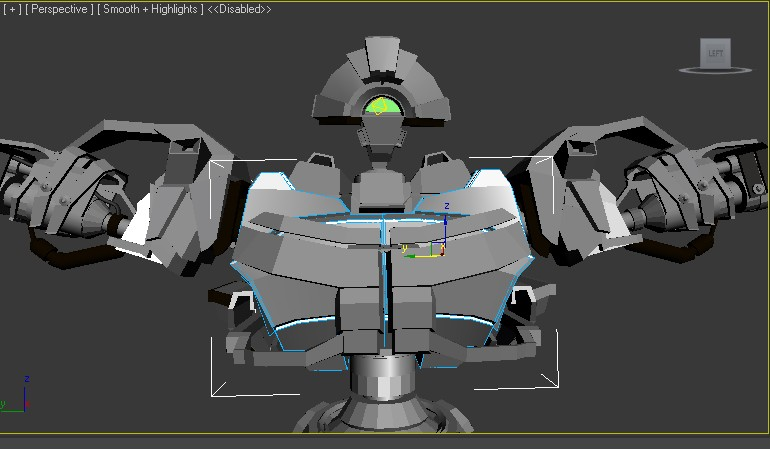 [ + ] [ Perspective ] [ Smooth + Highlights ] <<Disabled>>
LEFT
z
y
x
z
y